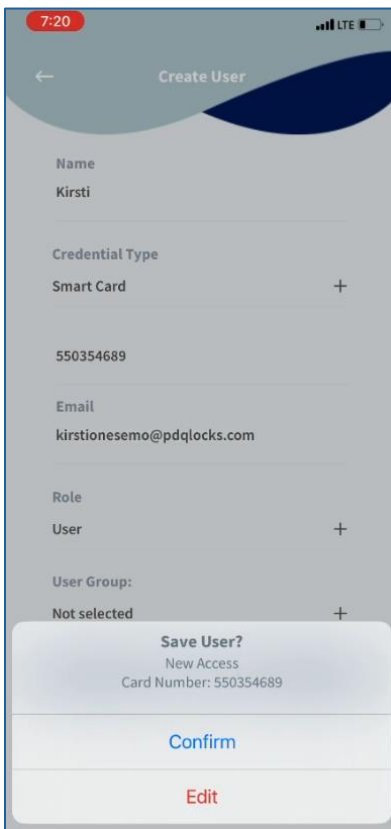 7:20
LTE
Create User
Name
Kirsti
Credential Type
Smart Card +
550354689
Email
kirstionesemo@pdqlocks.com
Role
User +
User Group:
Not selected +
Save User?
New Access
Card Number: 550354689
Confirm
Edit